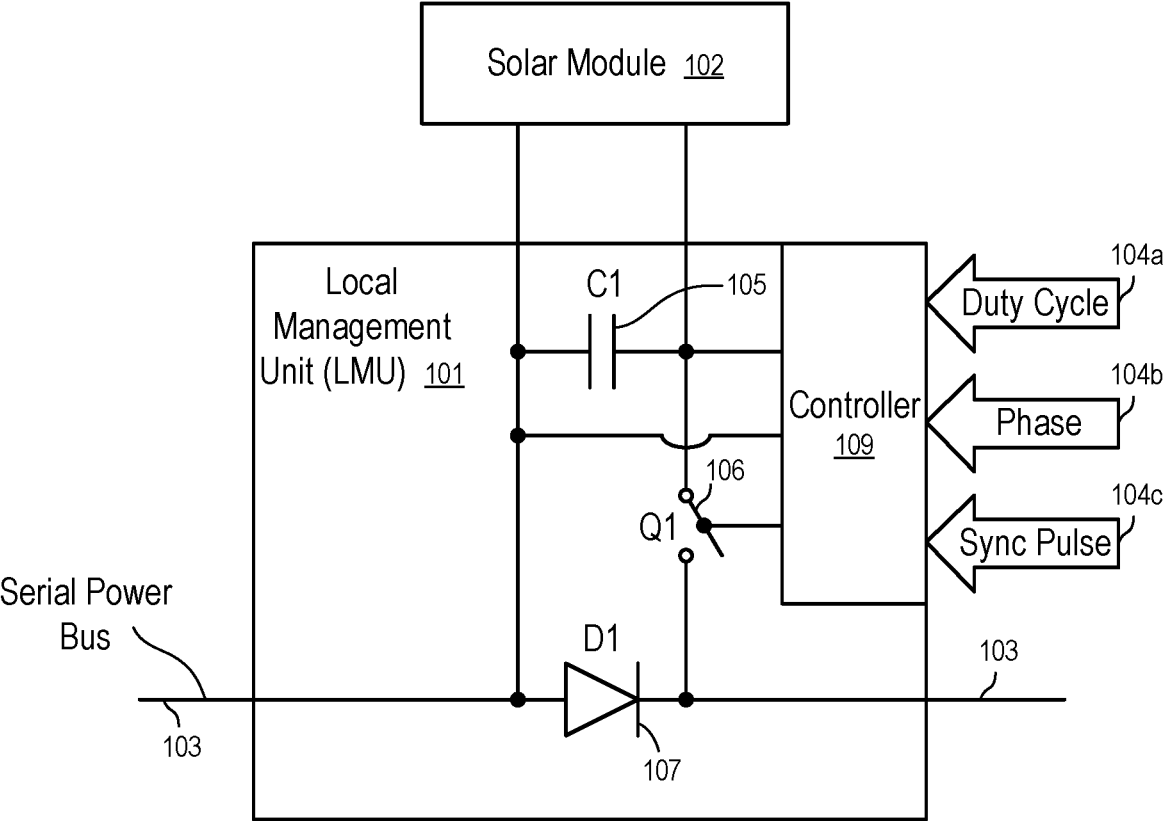 Solar Module 102
Local
Management
Unit (LMU) 101
C1
105
104a
Duty Cycle
104b
Controller
109
Phase
106
104c
Q1
Sync Pulse
Serial Power
Bus
D1
103
103
107